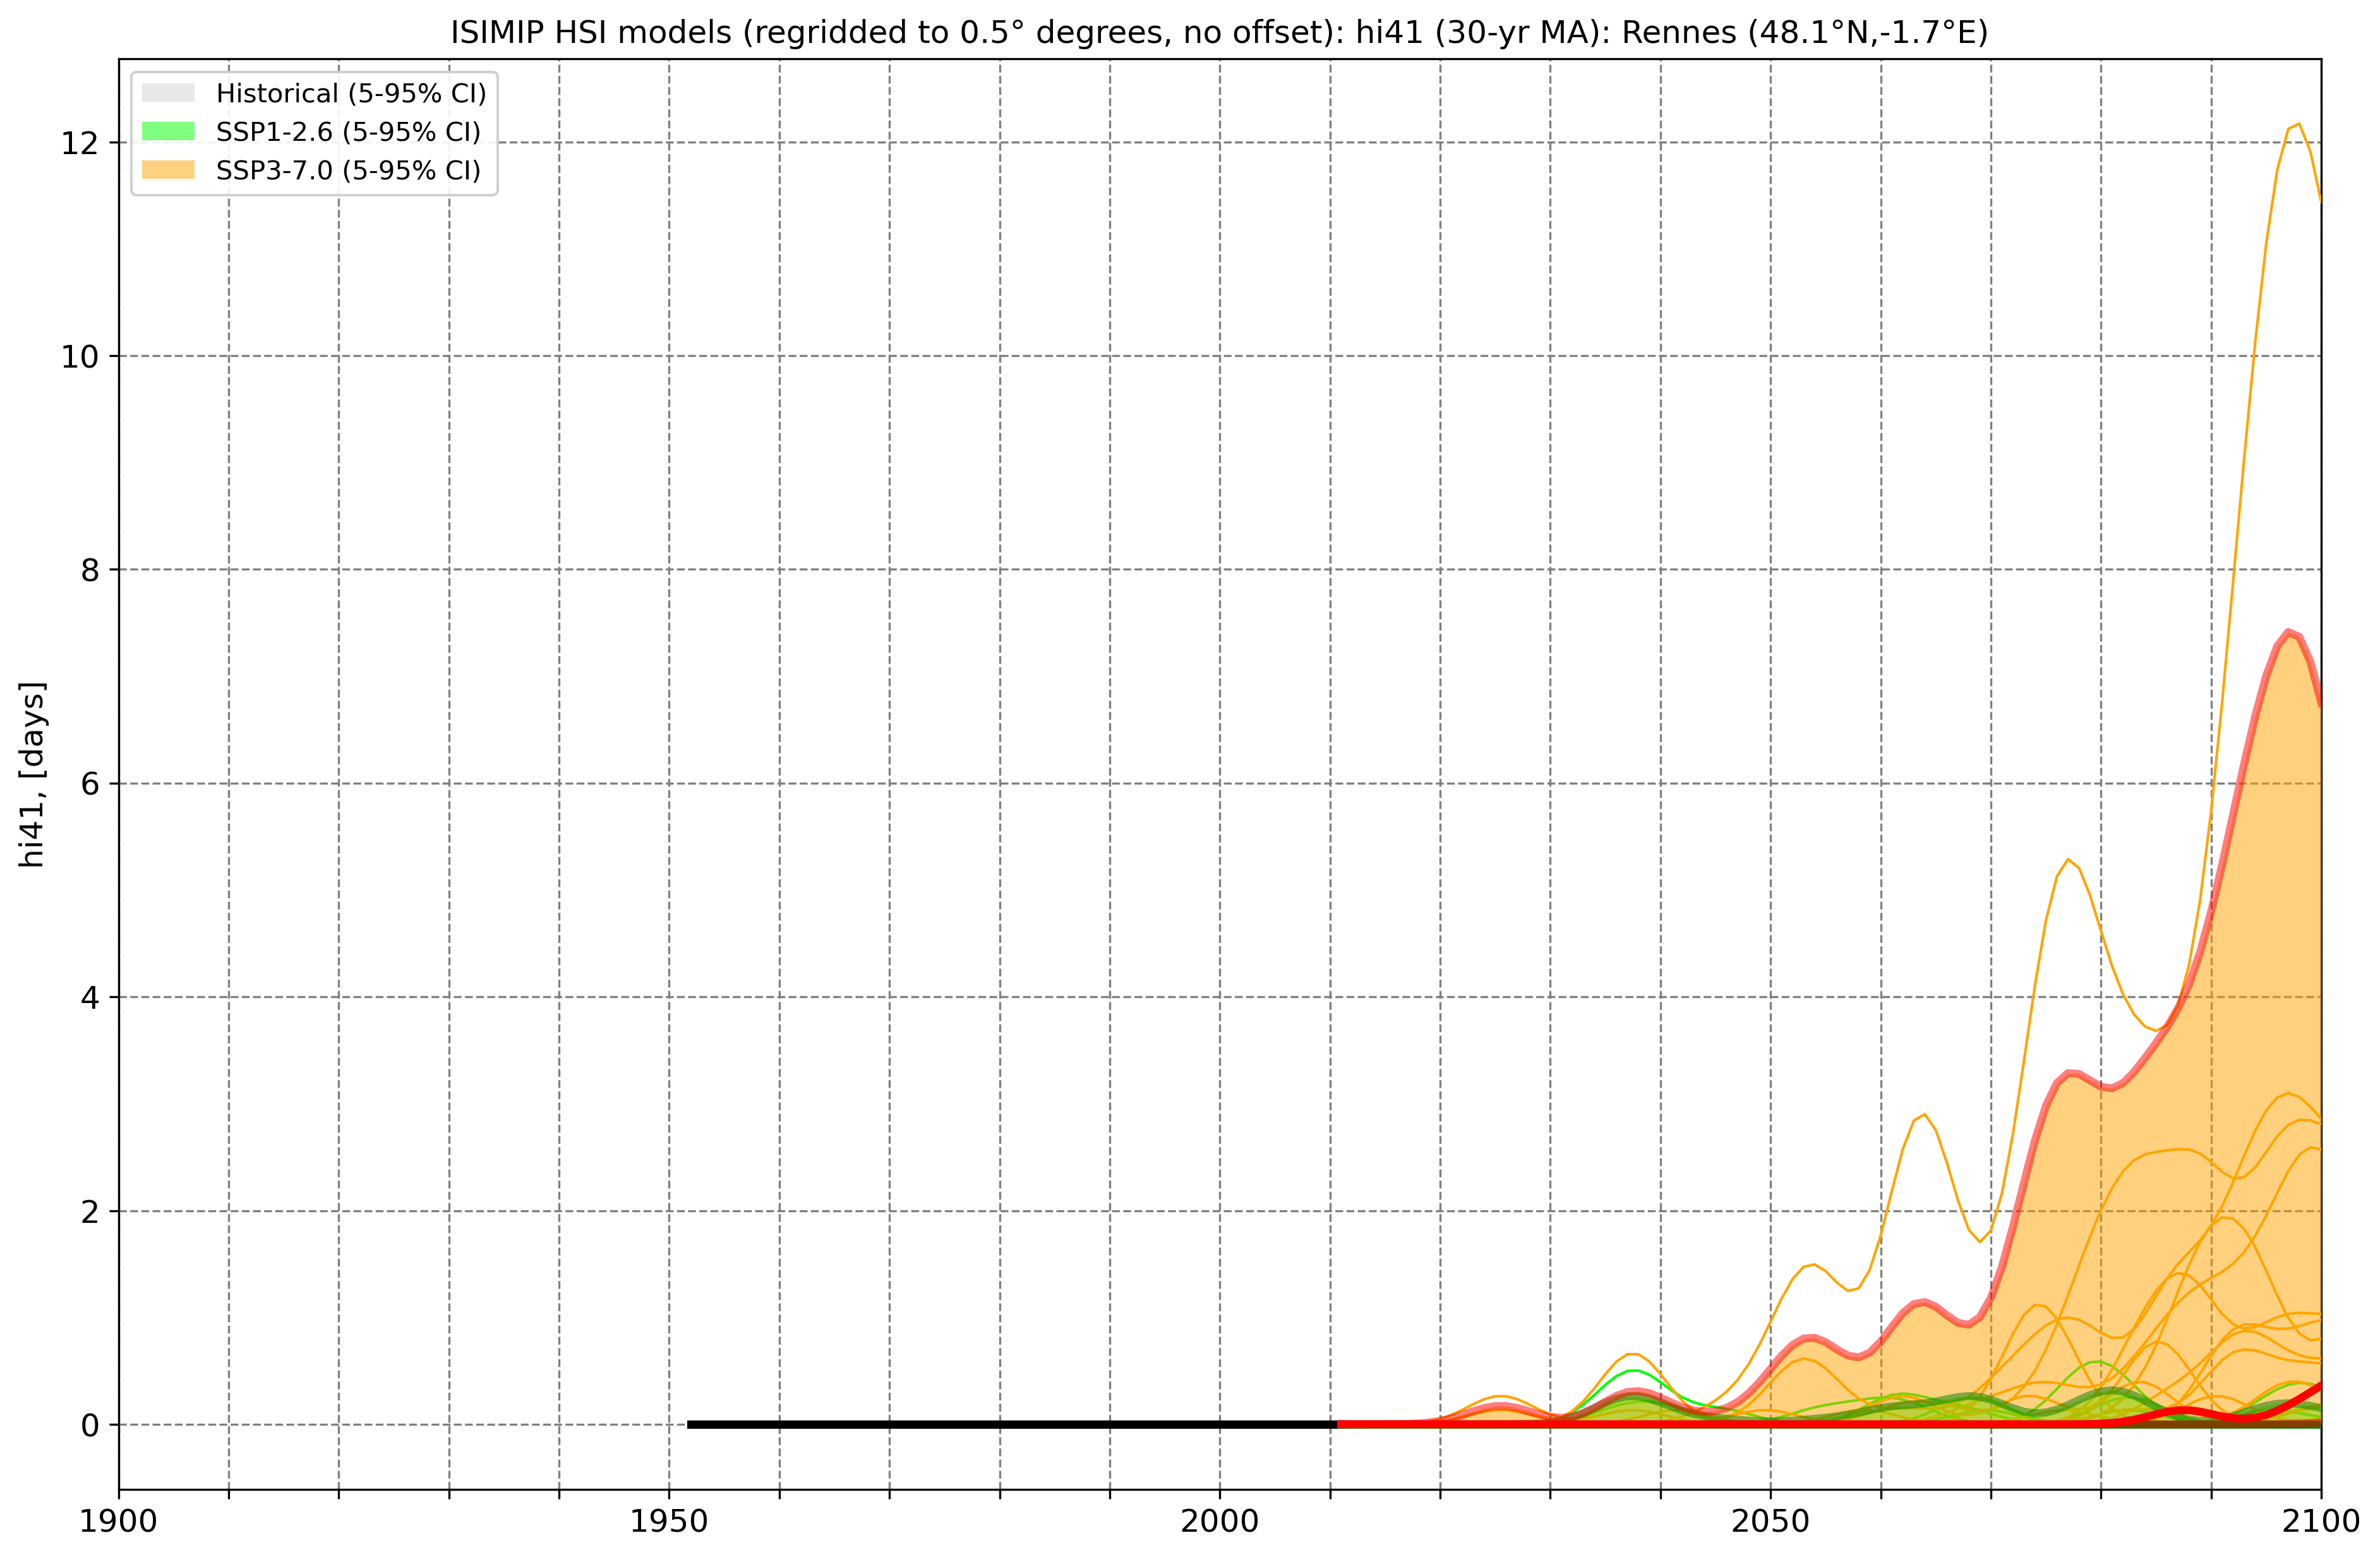 ISIMIP HSI models (regridded to 0.5° degrees, no offset): hi41 (30-yr MA): Rennes (48.1°N,-1.7°E)
Historical (5-95% CI)
SSP1-2.6 (5-95% CI)
SSP3-7.0 (5-95% CI)
hi41, [days]
12
10
8
6
4
2
0
1900 1950 2000 2050 2100